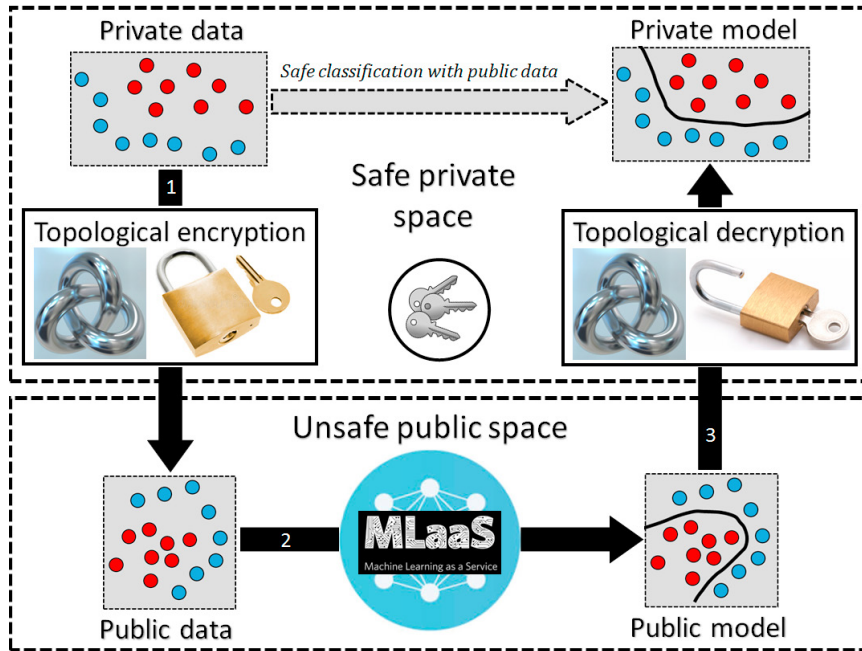 Private data
Private model
Safe classification with public data
1
Safe private
space
Topological encryption
Topological decryption
Unsafe public space
3
2
MLaaS
Machine Learning as a Service
Public data
Public model